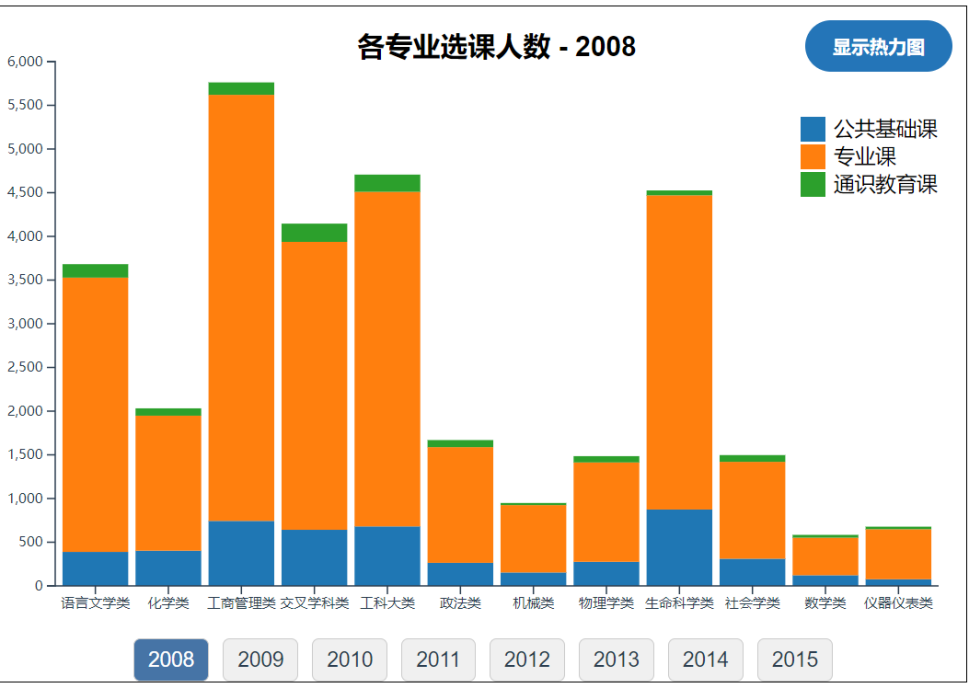 各专业选课人数 - 2008
显示热力图
公共基础课
专业课
通识教育课
6,000
5,500
5,000
4,500
4,000
3,500
3,000
2,500
2,000
1,500
1,000
500
0
语言文学类 化学类 工商管理类 交叉学科类 工科大类 政法类 机械类 物理学类 生命科学类 社会学类 数学类 仪器仪表类
2008 2009 2010 2011 2012 2013 2014 2015